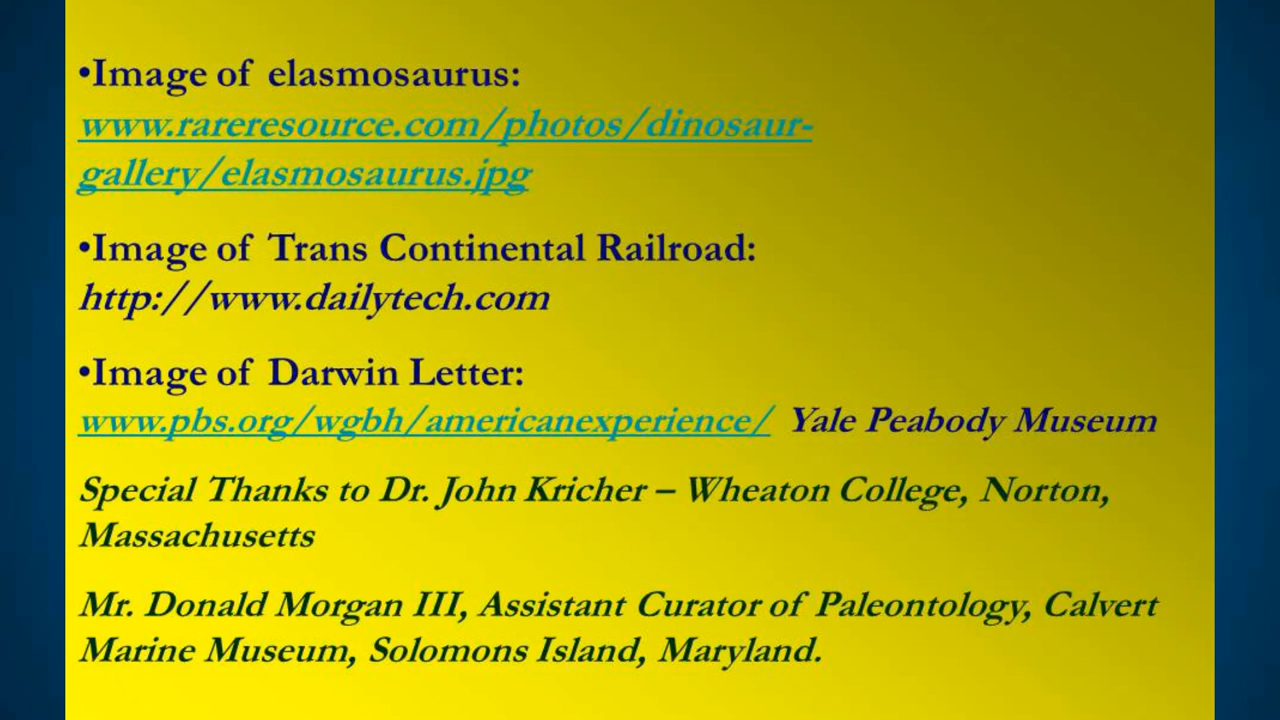 •Image of elasmosaurus:
www.rareresource.com/photos/dinosaur-
gallery/elasmosaurus.jpg
•Image of Trans Continental Railroad:
http://www.dailytech.com
•Image of Darwin Letter:
www.pbs.org/wgbh/americanexperience/ Yale Peabody Museum
Special Thanks to Dr. John Kricher – Wheaton College, Norton,
Massachusetts
Mr. Donald Morgan III, Assistant Curator of Paleontology, Calvert
Marine Museum, Solomons Island, Maryland.